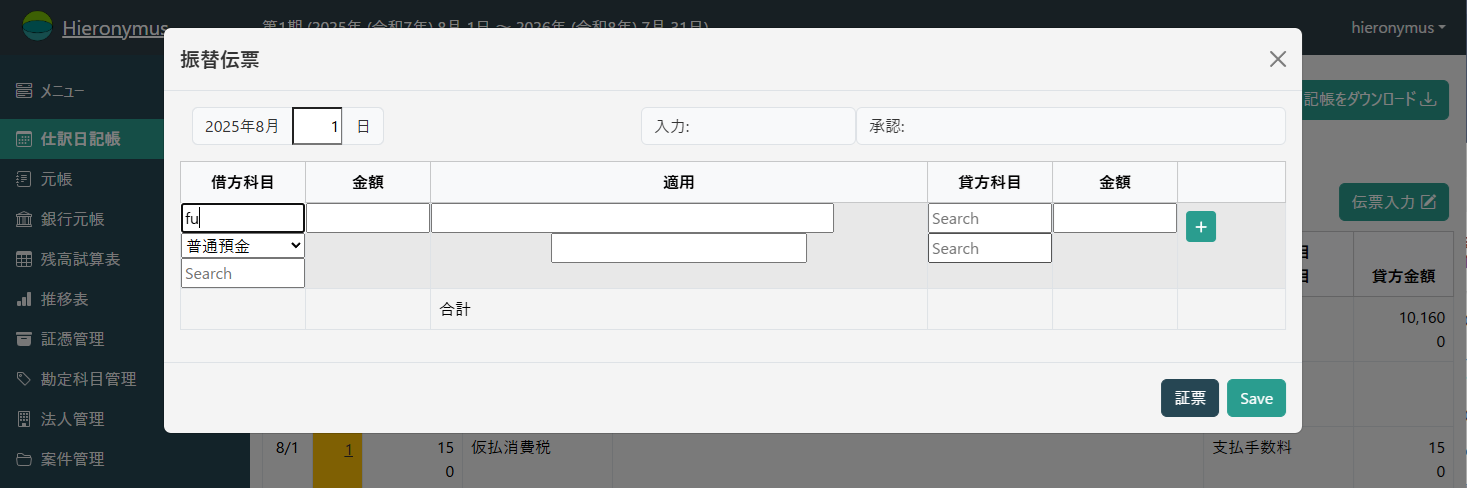 Hieronymus
第1期 (2025年 (令和7年) 8月 1日 ～ 2026年 (令和8年) 7月 31日)
hieronymus
振替伝票
メニュー
記帳をダウンロード
2025年8月 1 日 入力: 承認:
仕訳日記帳
借方科目 金額 適用 貸方科目 金額
元帳
伝票入力
fu Search +
銀行元帳
普通預金 Search
残高試算表
Search
目
目 貸方金額
推移表
合計
10,160
0
証憑管理
勘定科目管理
証票 Save
法人管理
8/1 1 15 仮払消費税 支払手数料 15
0 0
案件管理